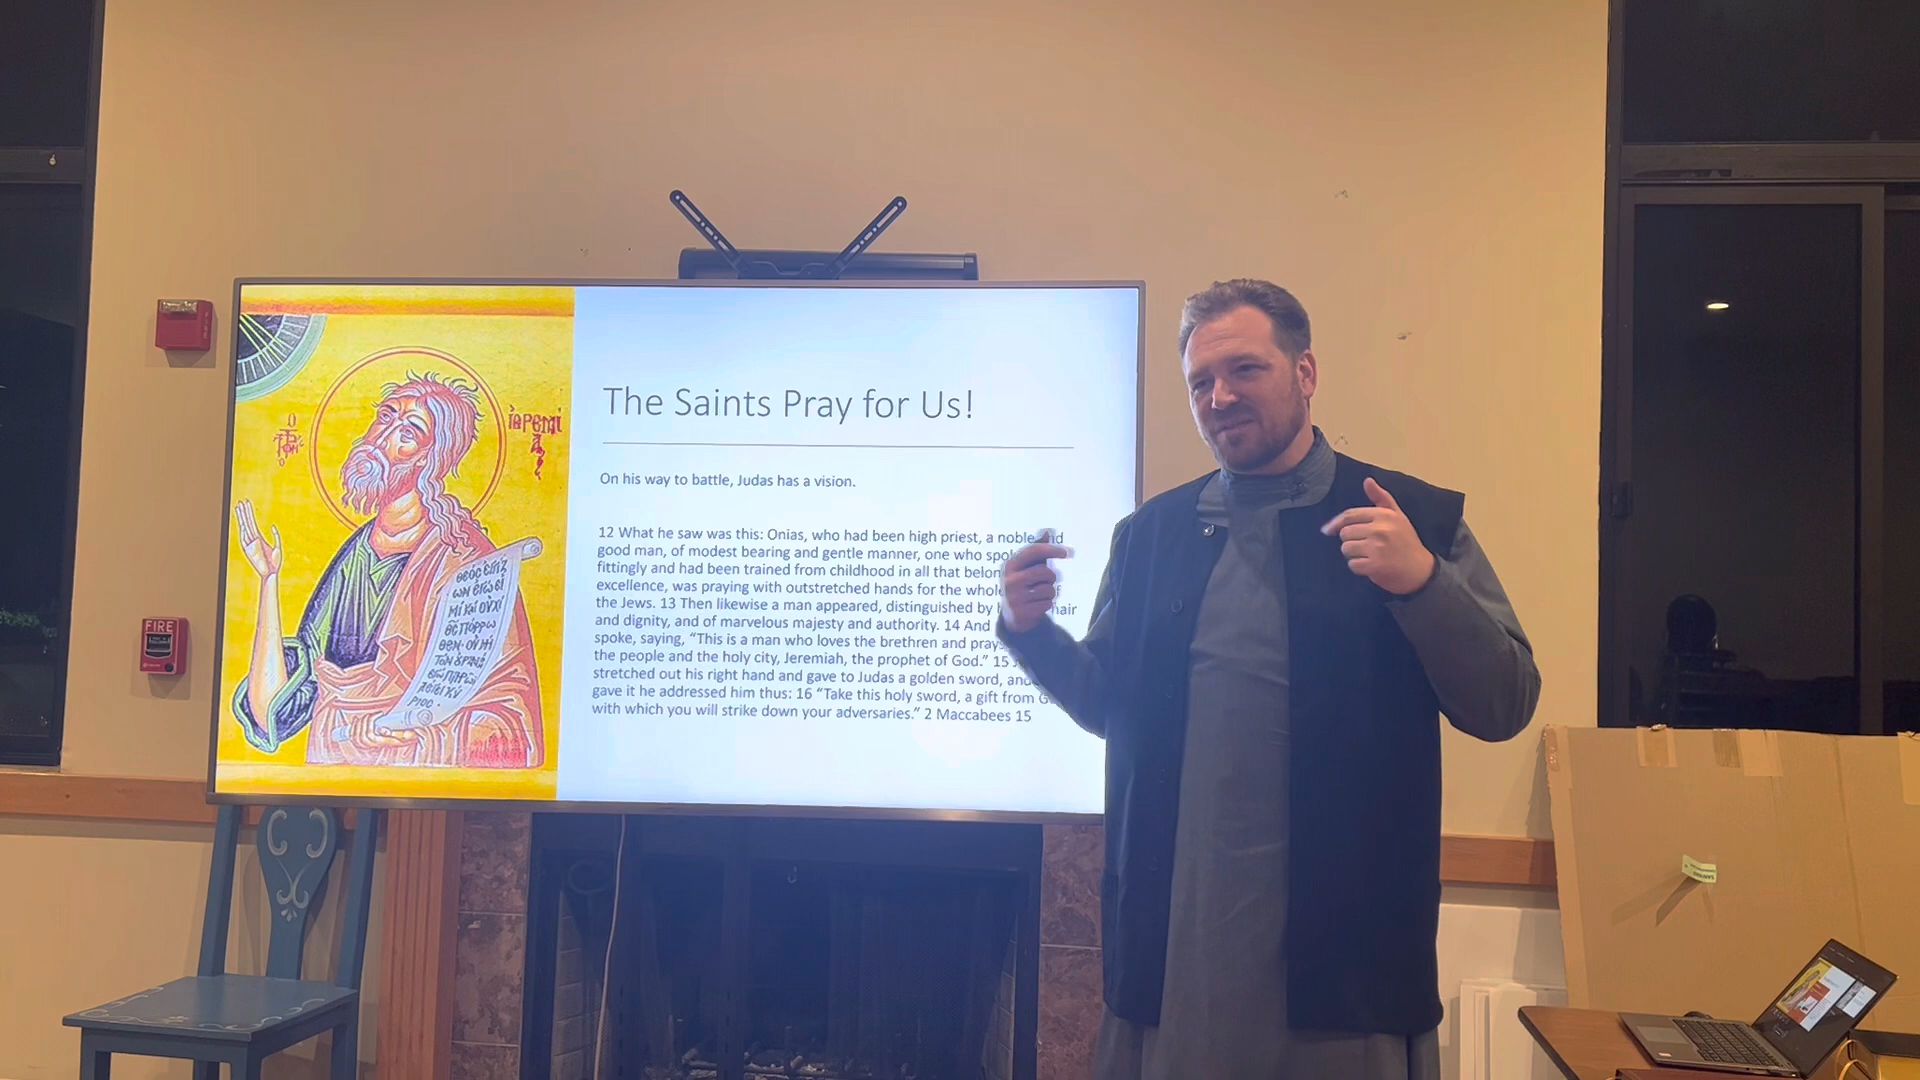 FIRE
FIRE
The Saints Pray for Us!
On his way to battle, Judas has a vision.
12 What he saw was this: Onias, who had been high priest, a noble
good man, of modest bearing and gentle manner, one who
fittingly and had been trained from childhood in all that
excellence, was praying with outstretched hands for the whole
the Jews. 13 Then likewise a man appeared, distinguished by hair
and dignity, and of marvelous majesty and authority. 14 And
spoke, saying, “This is a man who loves the brethren and
the people and the holy city, Jeremiah, the prophet of God.” 15
stretched out his right hand and gave to Judas a golden sword,
gave it he addressed him thus: 16 “Take this holy sword, a gift from
with which you will strike down your adversaries.” 2 Maccabees 15